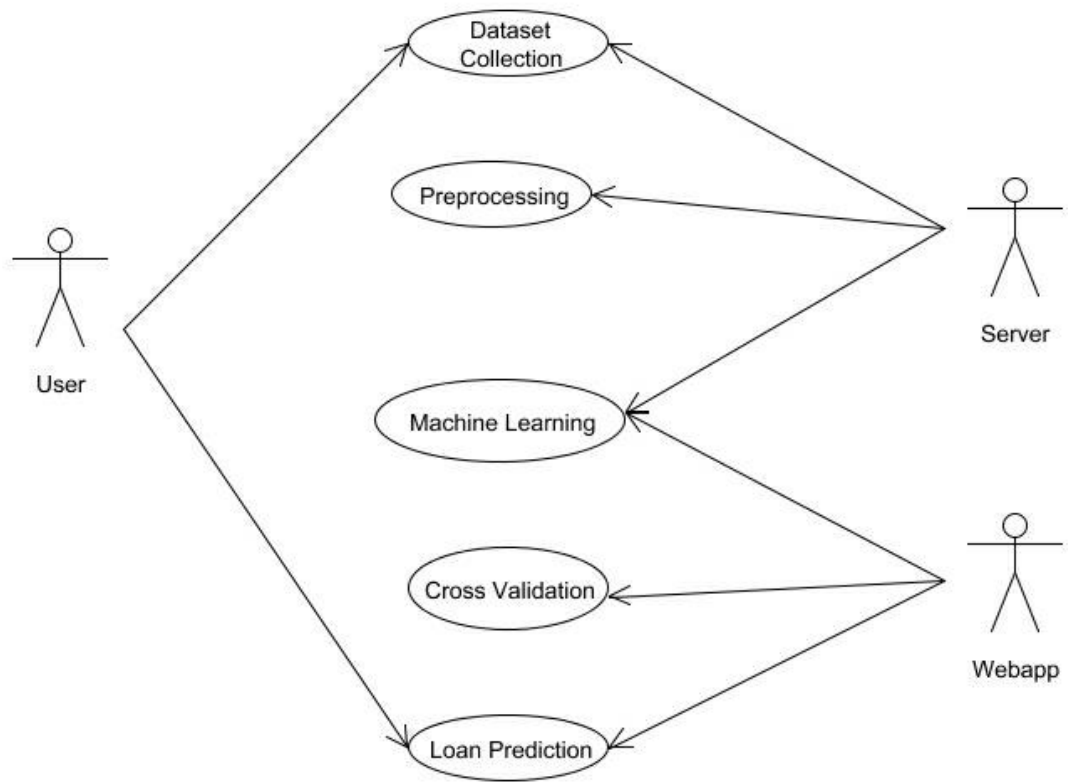 Dataset
Collection
Preprocessing
Server
User
Machine Learning
Cross Validation
Webapp
Loan Prediction